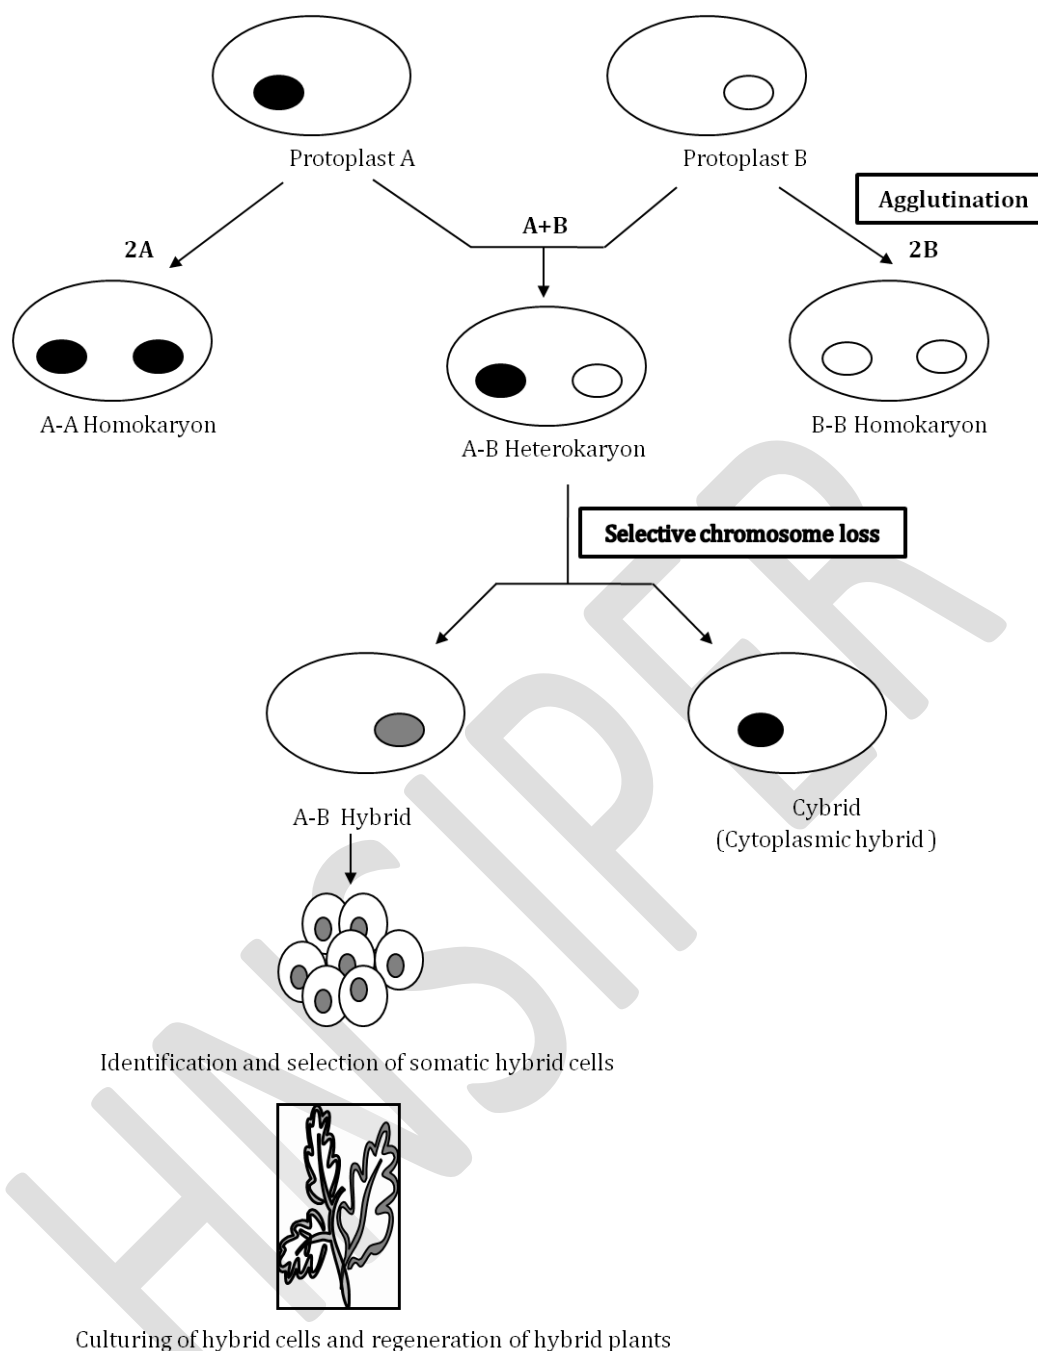 Protoplast A
Protoplast B
Agglutination
A+B
2A
2B
A-A Homokaryon
B-B Homokaryon
A-B Heterokaryon
Selective chromosome loss
A-B Hybrid
Cybrid
(Cytoplasmic hybrid )
Identification and selection of somatic hybrid cells
Culturing of hybrid cells and regeneration of hybrid plants
HNSIPER